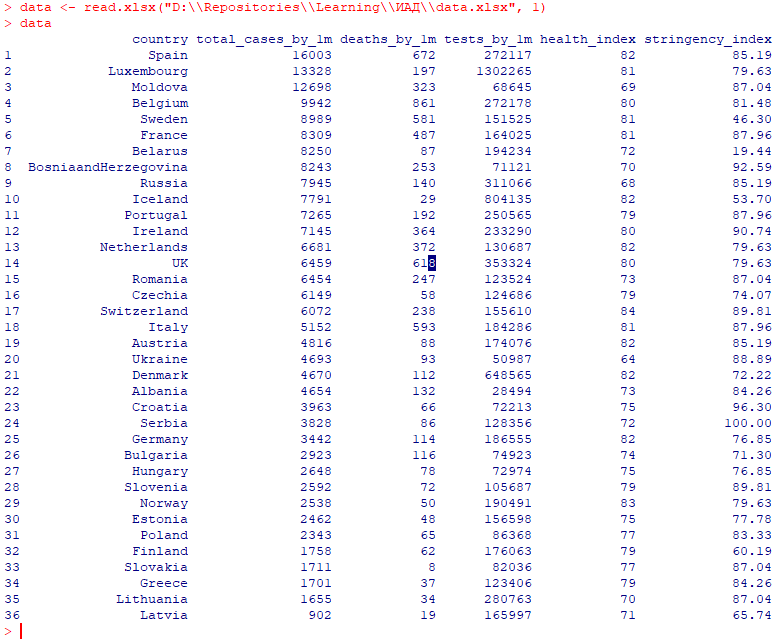 > data <- read.xlsx("D:\\Repositories\\Learning\\ИАД\\data.xlsx", 1)
> data
country total_cases_by_lm deaths_by_lm tests_by_lm health_index stringency_index
1 Spain 16003 672 272117 82 85.19
2 Luxembourg 13328 197 1302265 81 79.63
3 Moldova 12698 323 68645 69 87.04
4 Belgium 9942 861 272178 80 81.48
5 Sweden 8989 581 151525 81 46.30
6 France 8309 487 164025 81 87.96
7 Belarus 8250 87 194234 72 19.44
8 BosniaandHerzegovina 8243 253 71121 70 92.59
9 Russia 7945 140 311066 68 85.19
10 Iceland 7791 29 804135 82 53.70
11 Portugal 7265 192 250565 79 87.96
12 Ireland 7145 364 233290 80 90.74
13 Netherlands 6681 372 130687 82 79.63
14 UK 6459 618 353324 80 79.63
15 Romania 6454 247 123524 73 87.04
16 Czechia 6149 58 124686 79 74.07
17 Switzerland 6072 238 155610 84 89.81
18 Italy 5152 593 184286 81 87.96
19 Austria 4816 88 174076 82 85.19
20 Ukraine 4693 93 50987 64 88.89
21 Denmark 4670 112 648565 82 72.22
22 Albania 4654 132 28494 73 84.26
23 Croatia 3963 66 72213 75 96.30
24 Serbia 3828 86 128356 72 100.00
25 Germany 3442 114 186555 82 76.85
26 Bulgaria 2923 116 74923 74 71.30
27 Hungary 2648 78 72974 75 76.85
28 Slovenia 2592 72 105687 79 89.81
29 Norway 2538 50 190491 83 79.63
30 Estonia 2462 48 156598 75 77.78
31 Poland 2343 65 86368 77 83.33
32 Finland 1758 62 176063 79 60.19
33 Slovakia 1711 8 82036 77 87.04
34 Greece 1701 37 123406 79 84.26
35 Lithuania 1655 34 280763 70 87.04
36 Latvia 902 19 165997 71 65.74
>